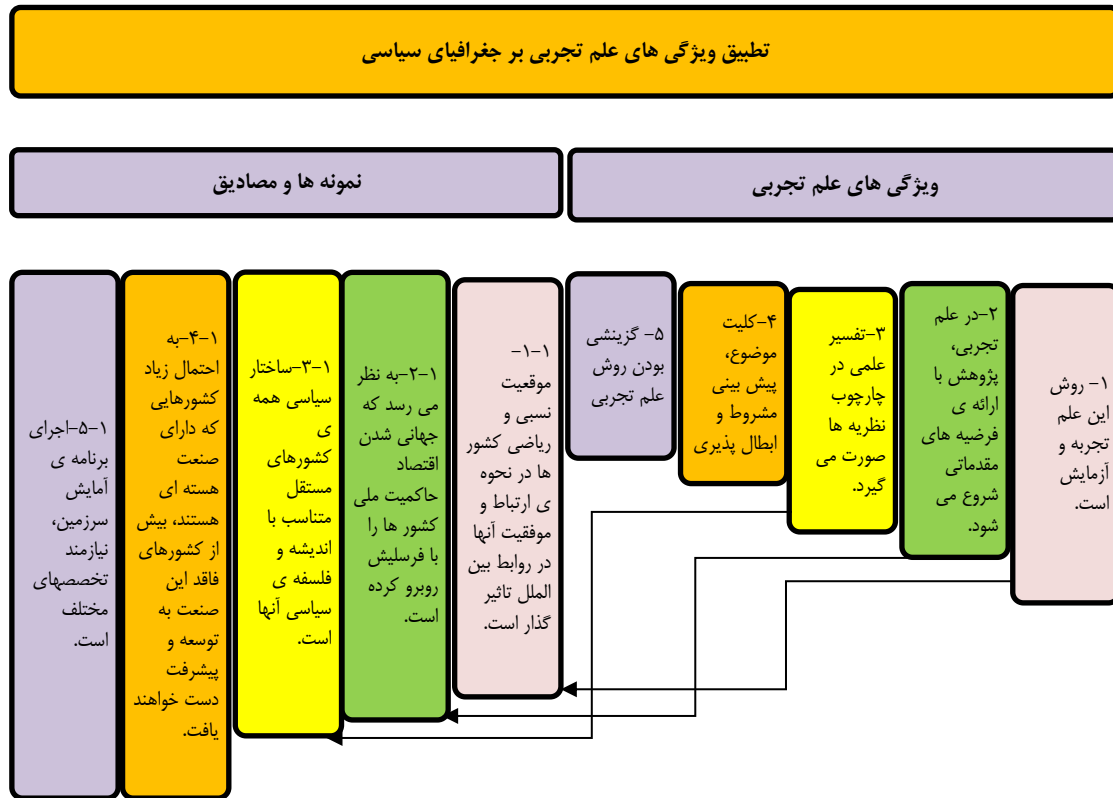 تطبیق ویژگی های علم تجربی بر جغرافیای سیاسی
ویژگی های علم تجربی
نمونه ها و مصادیق
۱- روش
این علم
تجربه و
آزمایش
است.
۲-در علم
تجربی،
پژوهش با
ارائه ی
فرضیه های
مقدماتی
شروع می
شود.
۳-تفسیر
علمی در
چارچوب
نظریه ها
صورت می
گیرد.
۴-کلیت
موضوع،
پیش بینی
مشروط و
ابطال پذیری
۵- گزینشی
بودن روش
علم تجربی
۱-۱-
موقعیت
نسبی و
ریاضی کشور
ها در نحوه
ی ارتباط و
موفقیت آنها
در روابط بین
الملل تاثیر
گذار است.
۲-۱-به نظر
می رسد که
جهانی شدن
اقتصاد
حاکمیت ملی
کشور ها را
با فرسلیش
روبرو کرده
است.
۳-۱-ساختار
سیاسی همه
ی
کشورهای
مستقل
متناسب با
اندیشه و
فلسفه ی
سیاسی آنها
است.
۴-۱-به
احتمال زیاد
کشورهایی
که دارای
صنعت
هسته ای
هستند، بیش
از کشورهای
فاقد این
صنعت به
توسعه و
پیشرفت
دست خواهند
یافت.
۵-۱-اجرای
برنامه ی
آمایش
سرزمین،
نیازمند
تخصصهای
مختلف
است.